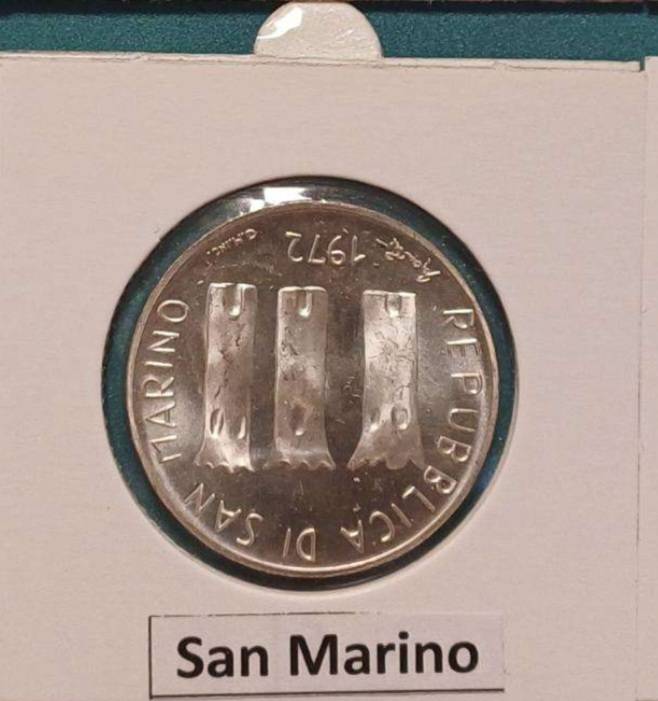 REPUBBLICA DI SAN MARINO
1972
San Marino